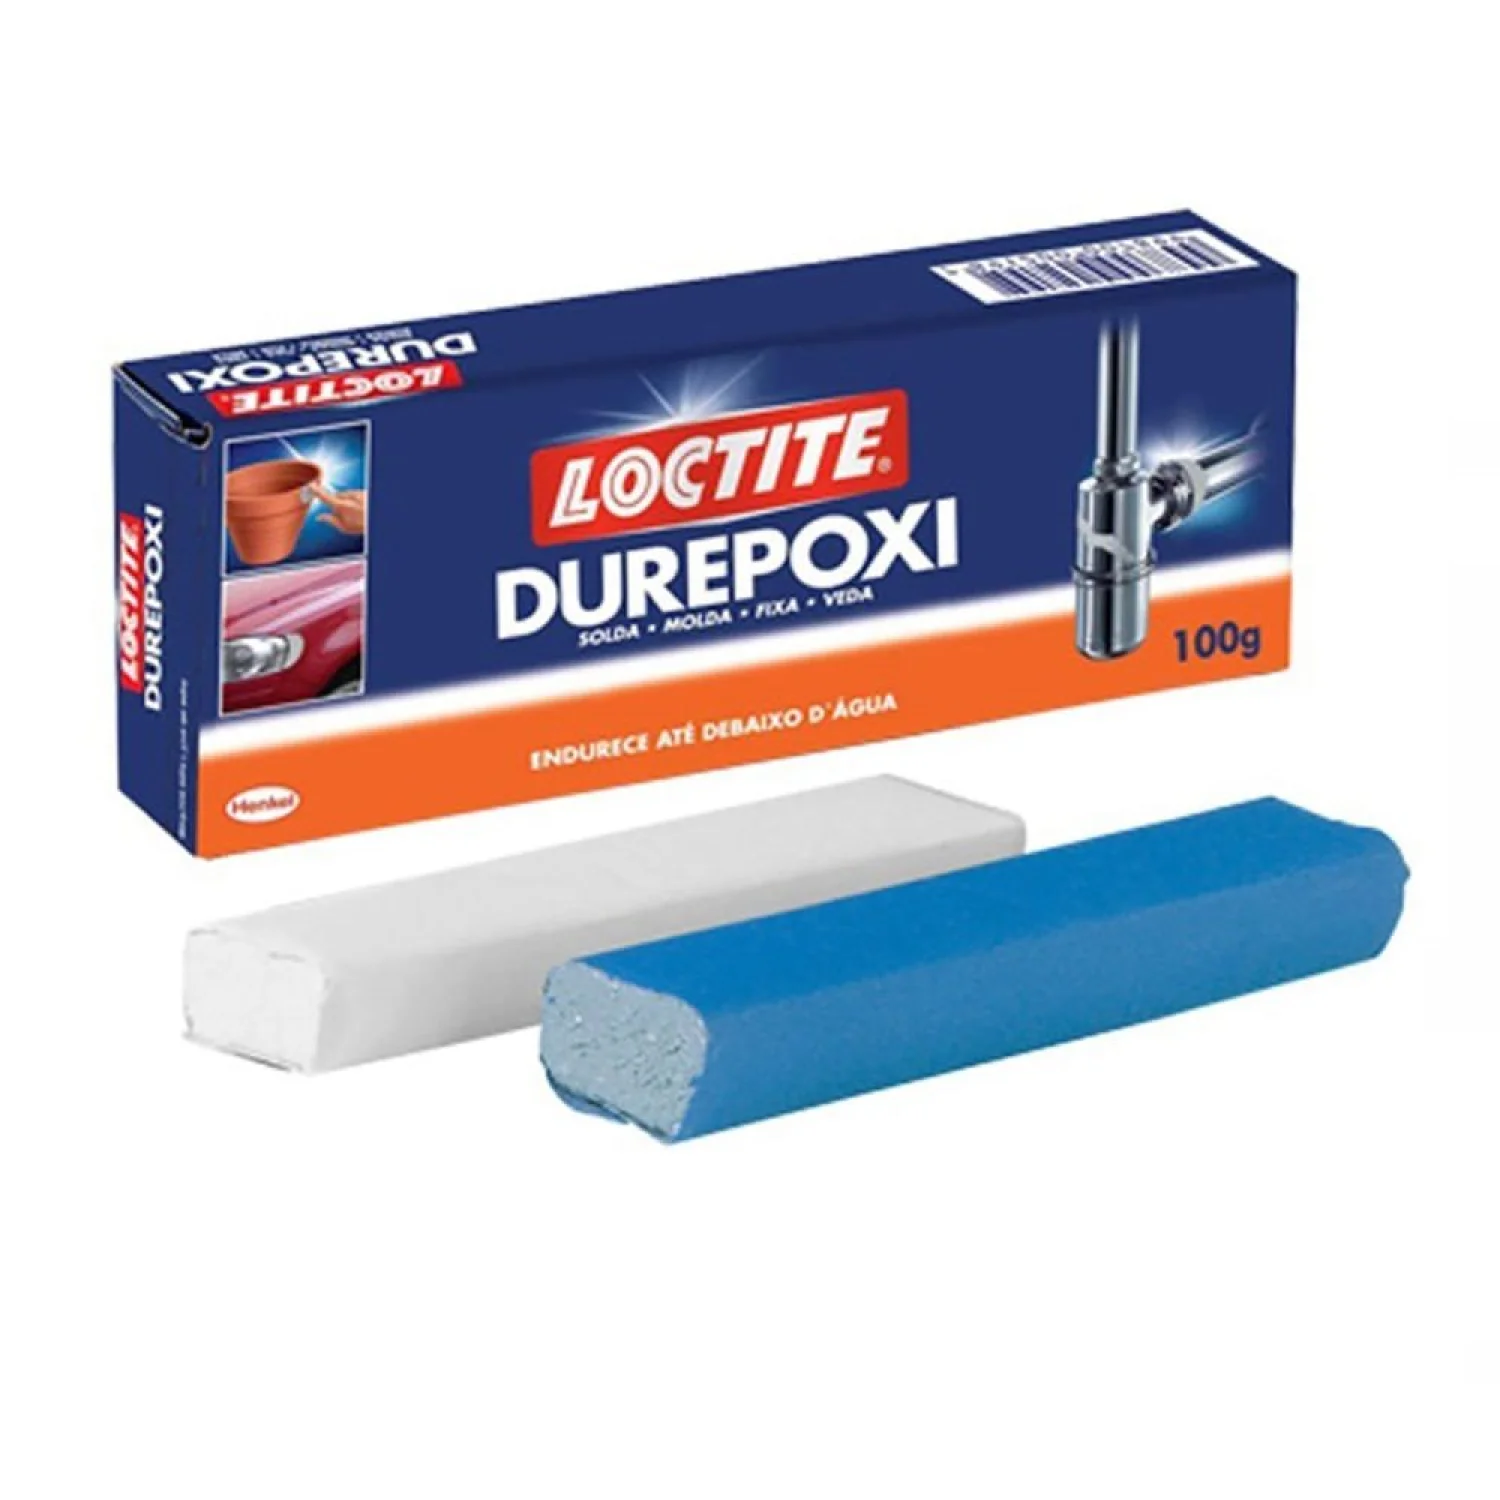 DUREPOXI
LOCTITE
LOCTITE®
DUREPOXI
SOLDA • MOLDA • FIXA • VEDA
100g
ENDURECE ATÉ DEBAIXO D'ÁGUA
Henkel
LOCTITE
DUREPOXI